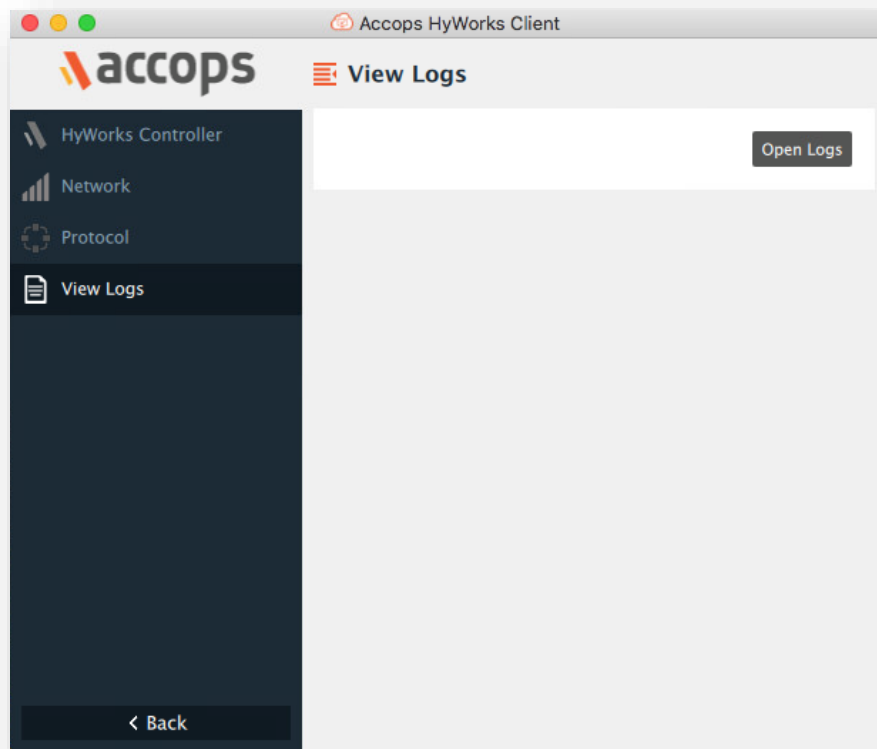 Accops HyWorks Client
accops
View Logs
HyWorks Controller
Network
Protocol
View Logs
Open Logs
< Back